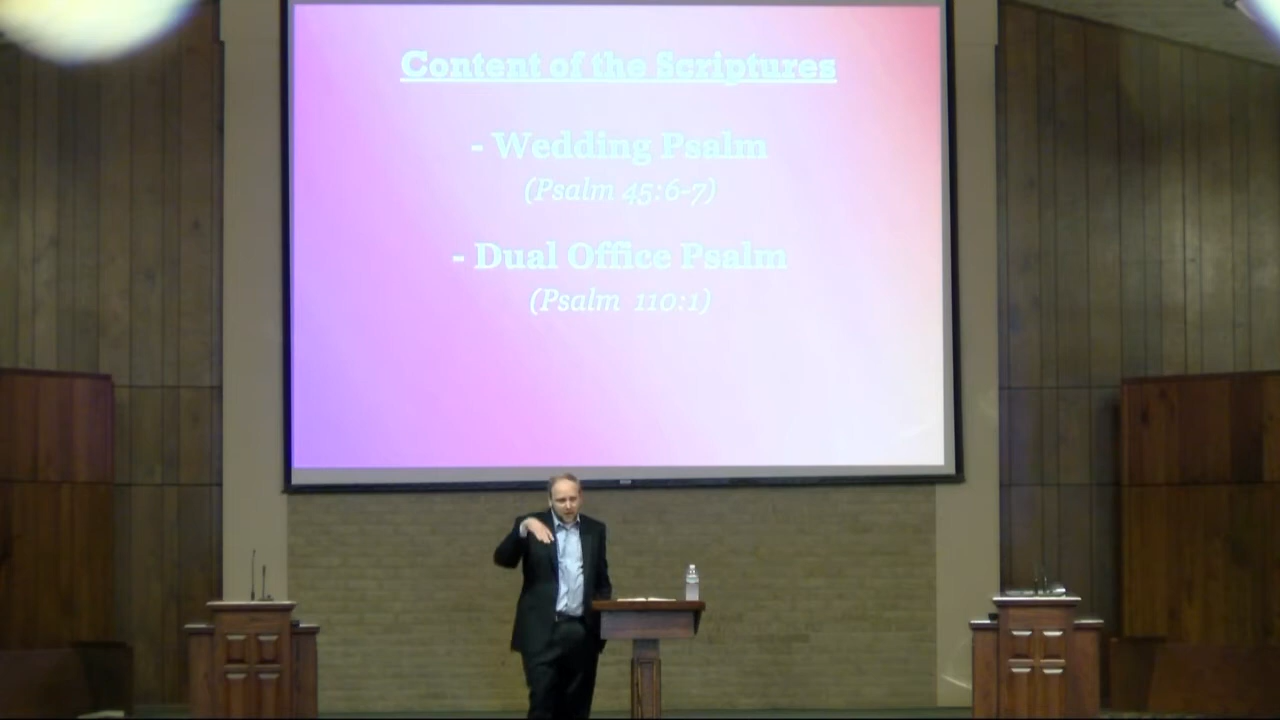 Content of the Scriptures
- Wedding Psalm
(Psalm 45:6-7)
- Dual Office Psalm
(Psalm 110:1)